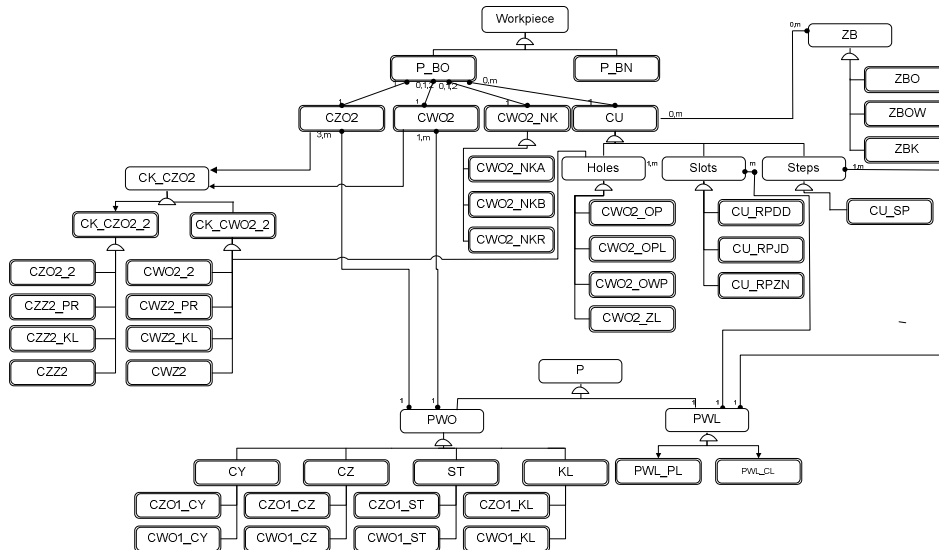 Workpiece
0,m
ZB
P_BO
P_BN
ZBO
0,1,2
0,1,2
0,m
1
1
1
1
CZO2
CWO2
CWO2_NK
CU
0,m
ZBOW
3,m
1,m
ZBK
CK_CZO2
CWO2_NKA
Holes
1,m
Slots
m
Steps
1,m
CWO2_NKB
CWO2_OP
CU_RPDD
CU_SP
CK_CZO2_2
CK_CWO2_2
CWO2_NKR
CWO2_OPL
CU_RPJD
CZO2_2
CWO2_2
CWO2_OWP
CU_RPZN
CZZ2_PR
CWZ2_PR
CWO2_ZL
CZZ2_KL
CWZ2_KL
CZZ2
CWZ2
P
1
1
1
1
1
PWO
PWL
CY
CZ
ST
KL
PWL_PL
PWL_CL
CZO1_CY
CZO1_CZ
CZO1_ST
CZO1_KL
CWO1_CY
CWO1_CZ
CWO1_ST
CWO1_KL